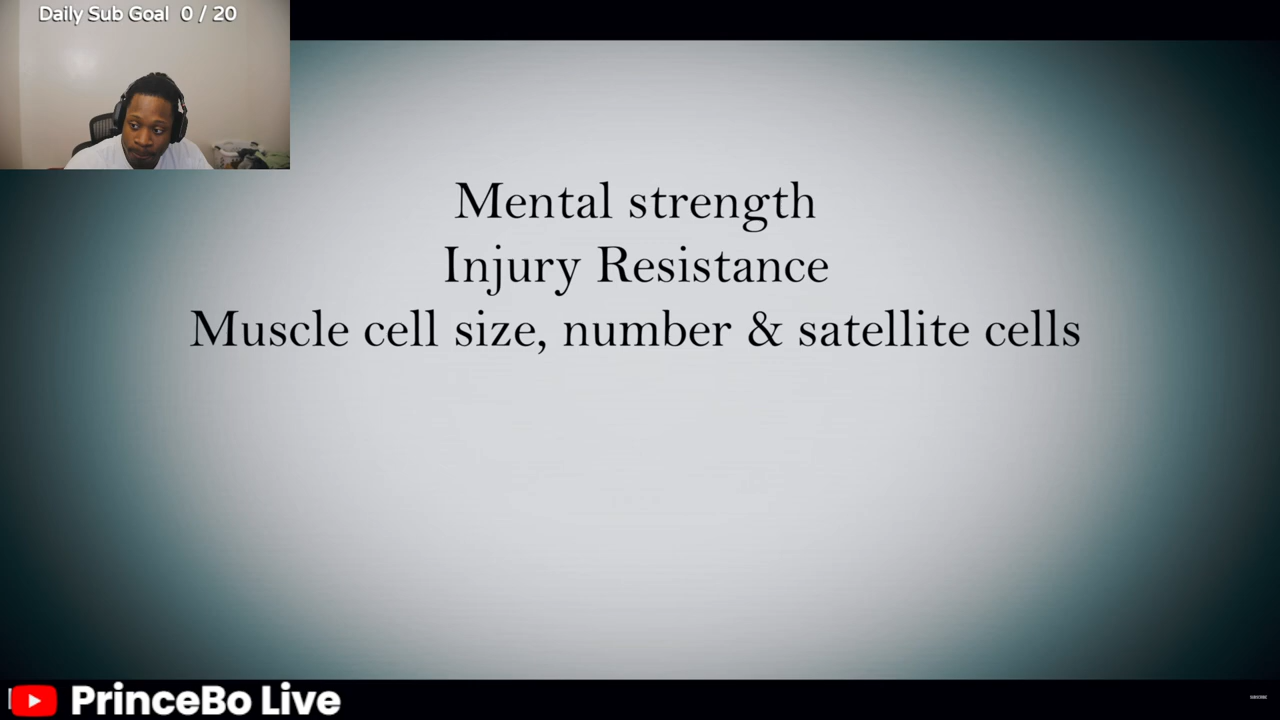 Daily Sub Goal 0 / 20
Mental strength
Injury Resistance
Muscle cell size, number & satellite cells
PrinceBo Live